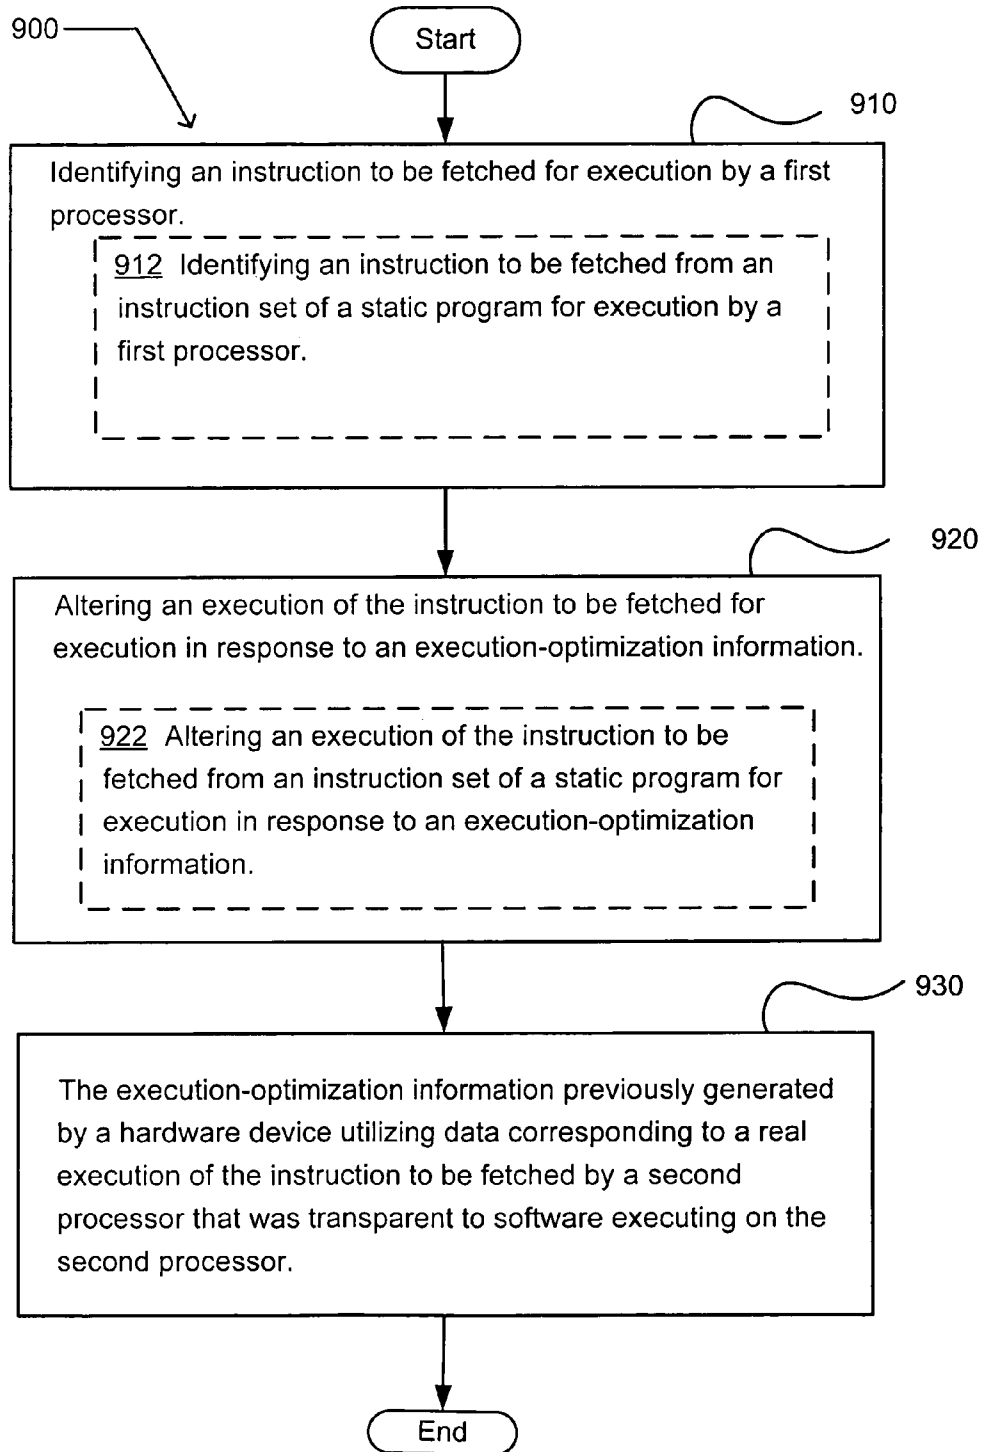 900
Start
910
Identifying an instruction to be fetched for execution by a first
processor.
912 Identifying an instruction to be fetched from an
instruction set of a static program for execution by a
first processor.
920
Altering an execution of the instruction to be fetched for
execution in response to an execution-optimization information.
922 Altering an execution of the instruction to be
fetched from an instruction set of a static program for
execution in response to an execution-optimization
information.
930
The execution-optimization information previously generated
by a hardware device utilizing data corresponding to a real
execution of the instruction to be fetched by a second
processor that was transparent to software executing on the
second processor.
End